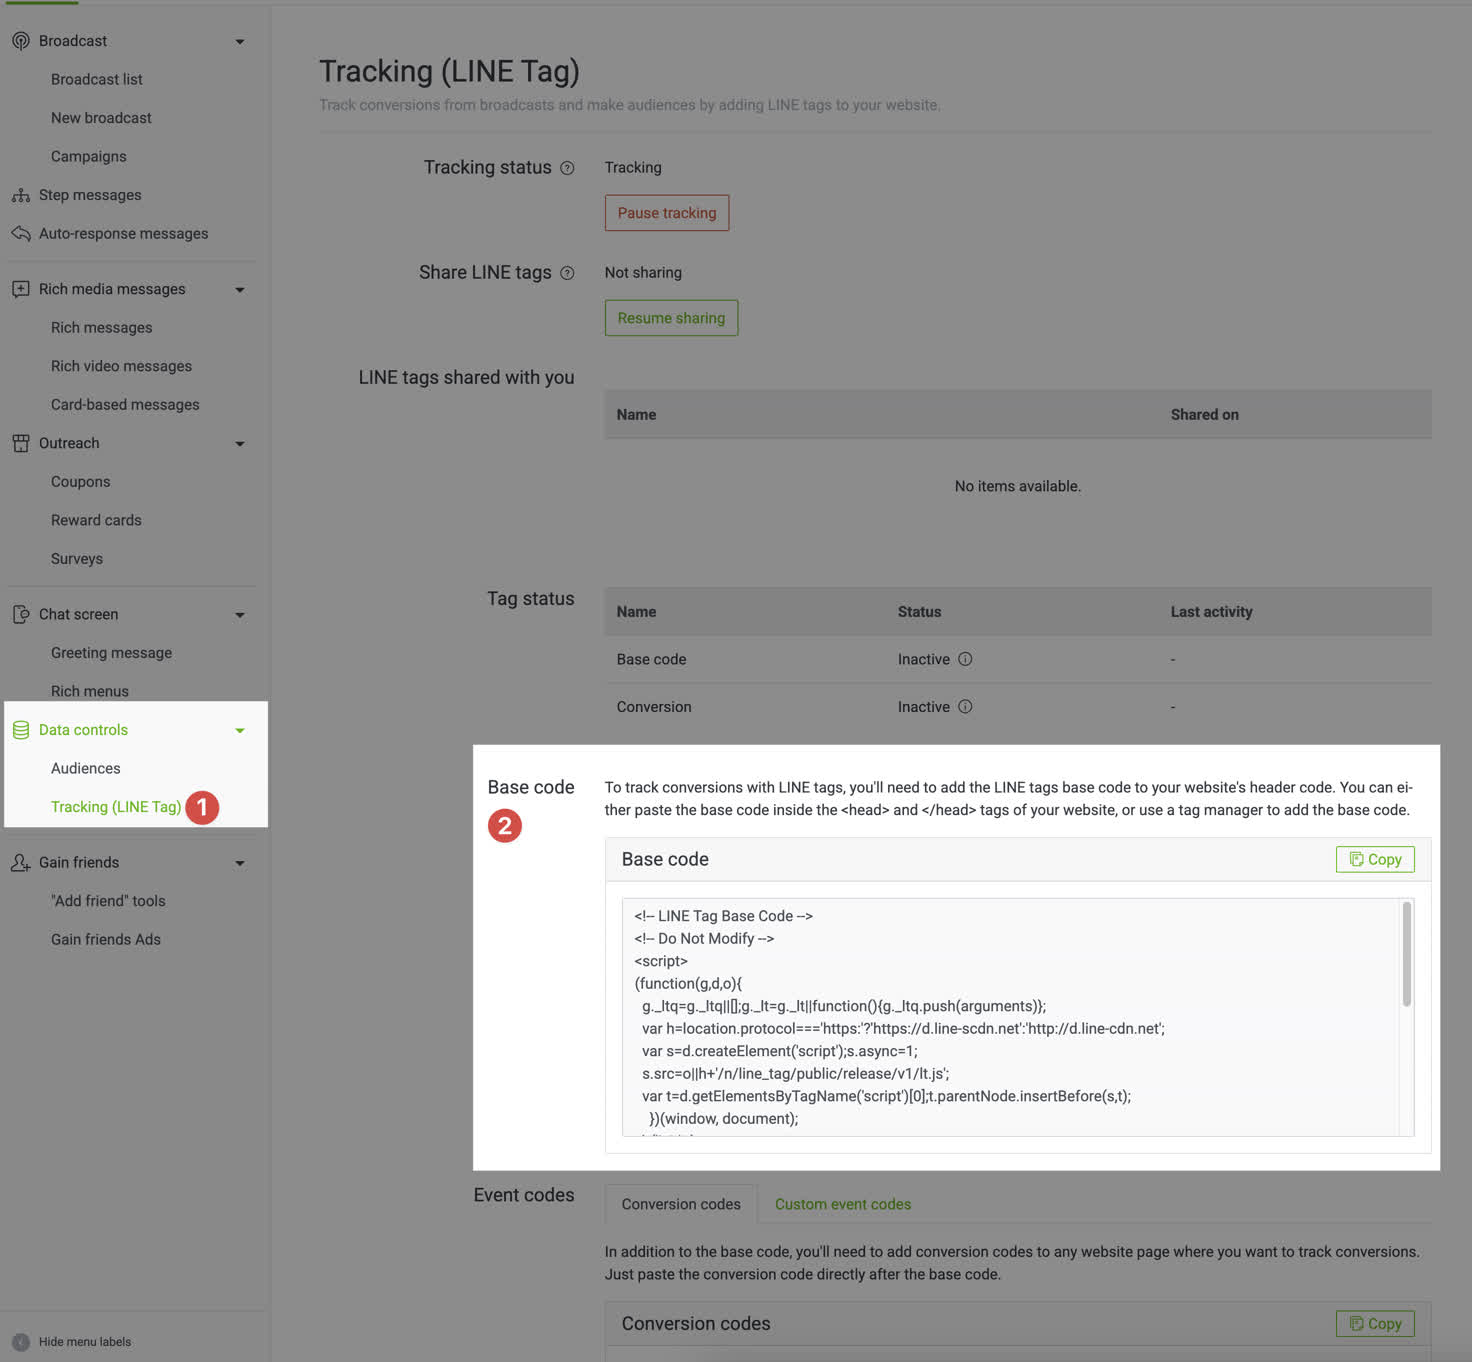 Broadcast
Broadcast list
New broadcast
Campaigns
Step messages
Auto-response messages
Rich media messages
Rich messages
Rich video messages
Card-based messages
Outreach
Coupons
Reward cards
Surveys
Chat screen
Greeting message
Rich menus
Data controls
Audiences
Tracking (LINE Tag) 1
Gain friends
"Add friend" tools
Gain friends Ads
Hide menu labels
Tracking (LINE Tag)
Track conversions from broadcasts and make audiences by adding LINE tags to your website.
Tracking status ? Tracking
Pause tracking
Share LINE tags ? Not sharing
Resume sharing
LINE tags shared with you
Name Shared on
No items available.
Tag status
Name Status Last activity
Base code Inactive -
Conversion Inactive -
Base code
2
To track conversions with LINE tags, you'll need to add the LINE tags base code to your website's header code. You can ei-
ther paste the base code inside the <head> and </head> tags of your website, or use a tag manager to add the base code.
Base code Copy
<!-- LINE Tag Base Code -->
<!-- Do Not Modify -->
<script>
(function(g,d,o){
g._ltq=g._ltq||[];g._lt=g._lt||function(){g._ltq.push(arguments)};
var h=location.protocol==='https:'?'https://d.line-scdn.net':'http://d.line-cdn.net';
var s=d.createElement('script');s.async=1;
s.src=o||h+'/n/line_tag/public/release/v1/lt.js';
var t=d.getElementsByTagName('script')[0];t.parentNode.insertBefore(s,t);
})(window, document);
Event codes
Conversion codes Custom event codes
In addition to the base code, you'll need to add conversion codes to any website page where you want to track conversions.
Just paste the conversion code directly after the base code.
Conversion codes Copy